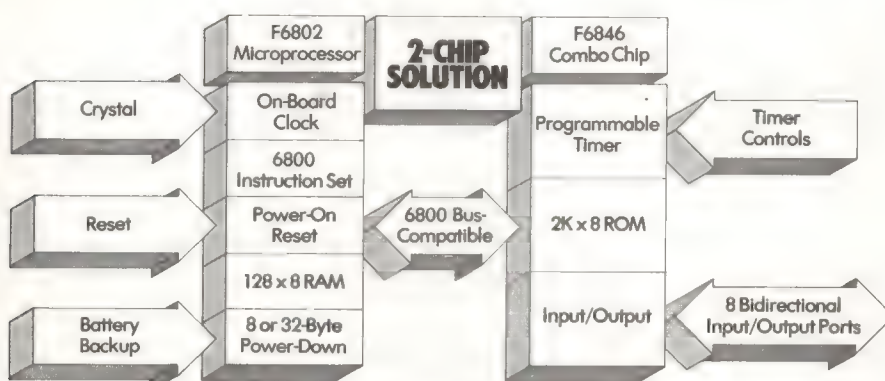 F6802
Microprocessor
2-CHIP
SOLUTION
F6846
Combo Chip
Crystal
On-Board
Clock
Programmable
Timer
Timer
Controls
6800
Instruction Set
Reset
Power-On
Reset
6800 Bus-
Compatible
2K x 8 ROM
128 x 8 RAM
Battery
Backup
8 or 32-Byte
Power-Down
Input/Output
8 Bidirectional
Input/Output Ports